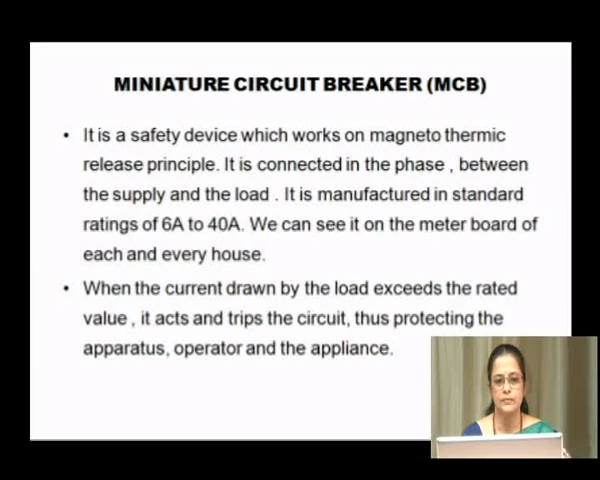 MINIATURE CIRCUIT BREAKER (MCB)
• It is a safety device which works on magneto thermic
release principle. It is connected in the phase , between
the supply and the load . It is manufactured in standard
ratings of 6A to 40A. We can see it on the meter board of
each and every house.
• When the current drawn by the load exceeds the rated
value , it acts and trips the circuit, thus protecting the
apparatus, operator and the appliance.